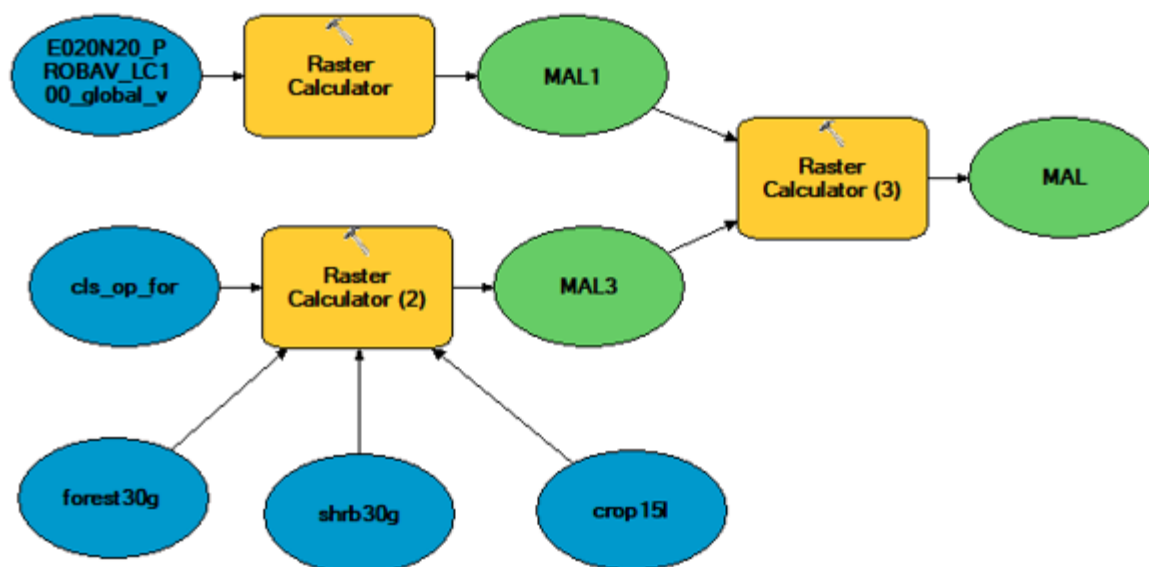 E020N20_P
ROBAV_LC1
00_global_v
Raster
Calculator
MAL1
Raster
Calculator (3)
MAL
cls_op_for
Raster
Calculator (2)
MAL3
forest30g
shrb30g
crop15l